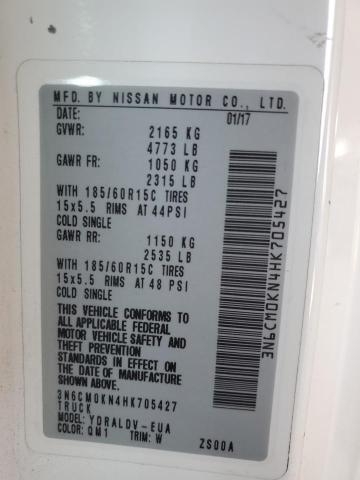 MFD. BY NISSAN MOTOR CO., LTD.
DATE: 01/17
GVWR: 2165 KG
4773 LB
GAWR FR: 1050 KG
2315 LB
WITH 185/60R15C TIRES
15x5.5 RIMS AT 44PSI
COLD SINGLE
GAWR RR: 1150 KG
2535 LB
WITH 185/60R15C TIRES
15x5.5 RIMS AT 48 PSI
COLD SINGLE
THIS VEHICLE CONFORMS TO
ALL APPLICABLE FEDERAL
MOTOR VEHICLE SAFETY AND
THEFT PREVENTION
STANDARDS IN EFFECT ON
THE DATE OF MANUFACTURE
SHOWN ABOVE.
3N6CM0KN4HK705427
TRUCK
MODEL: YDRALDV-EUA
COLOR: QM1 TRIM: W ZS00A
3N6CM0KN4HK705427